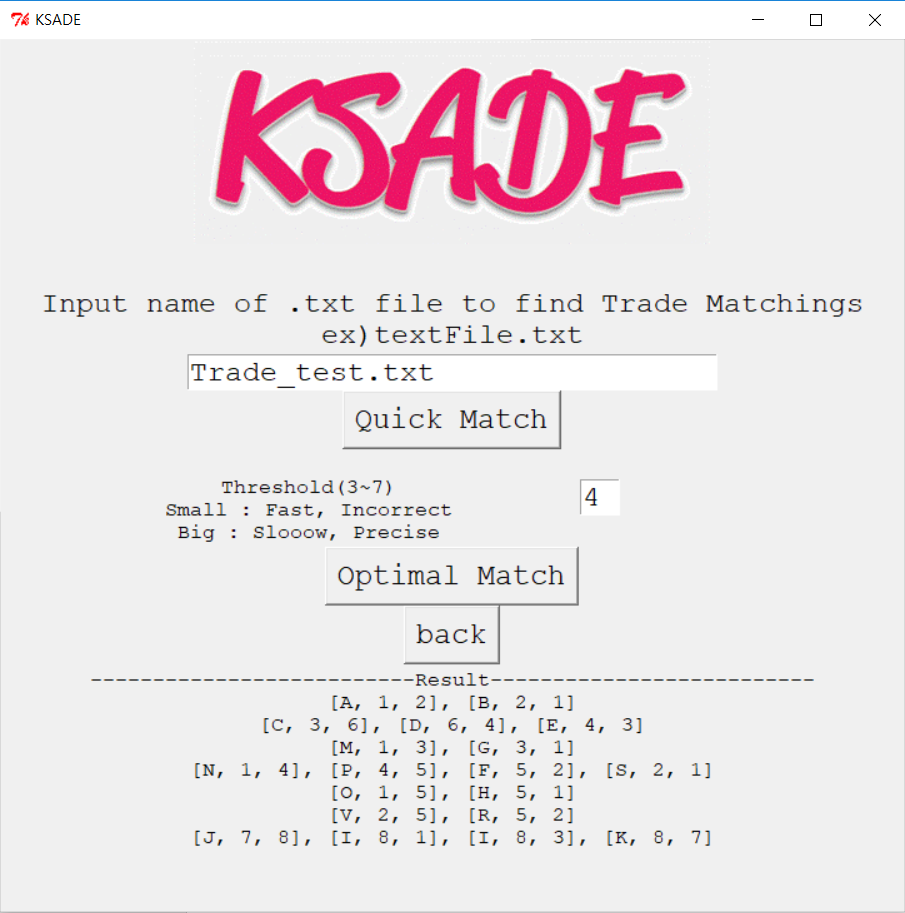 KSADE
KSADE
Input name of .txt file to find Trade Matchings
ex)textFile.txt
Trade_test.txt
Quick Match
Threshold(3~7)
Small : Fast, Incorrect
Big : Slooow, Precise
4
Optimal Match
back
--------------------------Result--------------------------
[A, 1, 2], [B, 2, 1]
[C, 3, 6], [D, 6, 4], [E, 4, 3]
[M, 1, 3], [G, 3, 1]
[N, 1, 4], [P, 4, 5], [F, 5, 2], [S, 2, 1]
[O, 1, 5], [H, 5, 1]
[V, 2, 5], [R, 5, 2]
[J, 7, 8], [I, 8, 1], [I, 8, 3], [K, 8, 7]